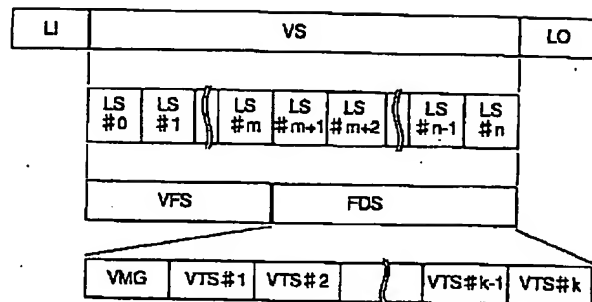 LI VS LO
LS #0 LS #1 LS #m LS #m+1 LS #m+2 LS #n-1 LS #n
VFS FDS
VMG VTS#1 VTS#2 VTS#k-1 VTS#k